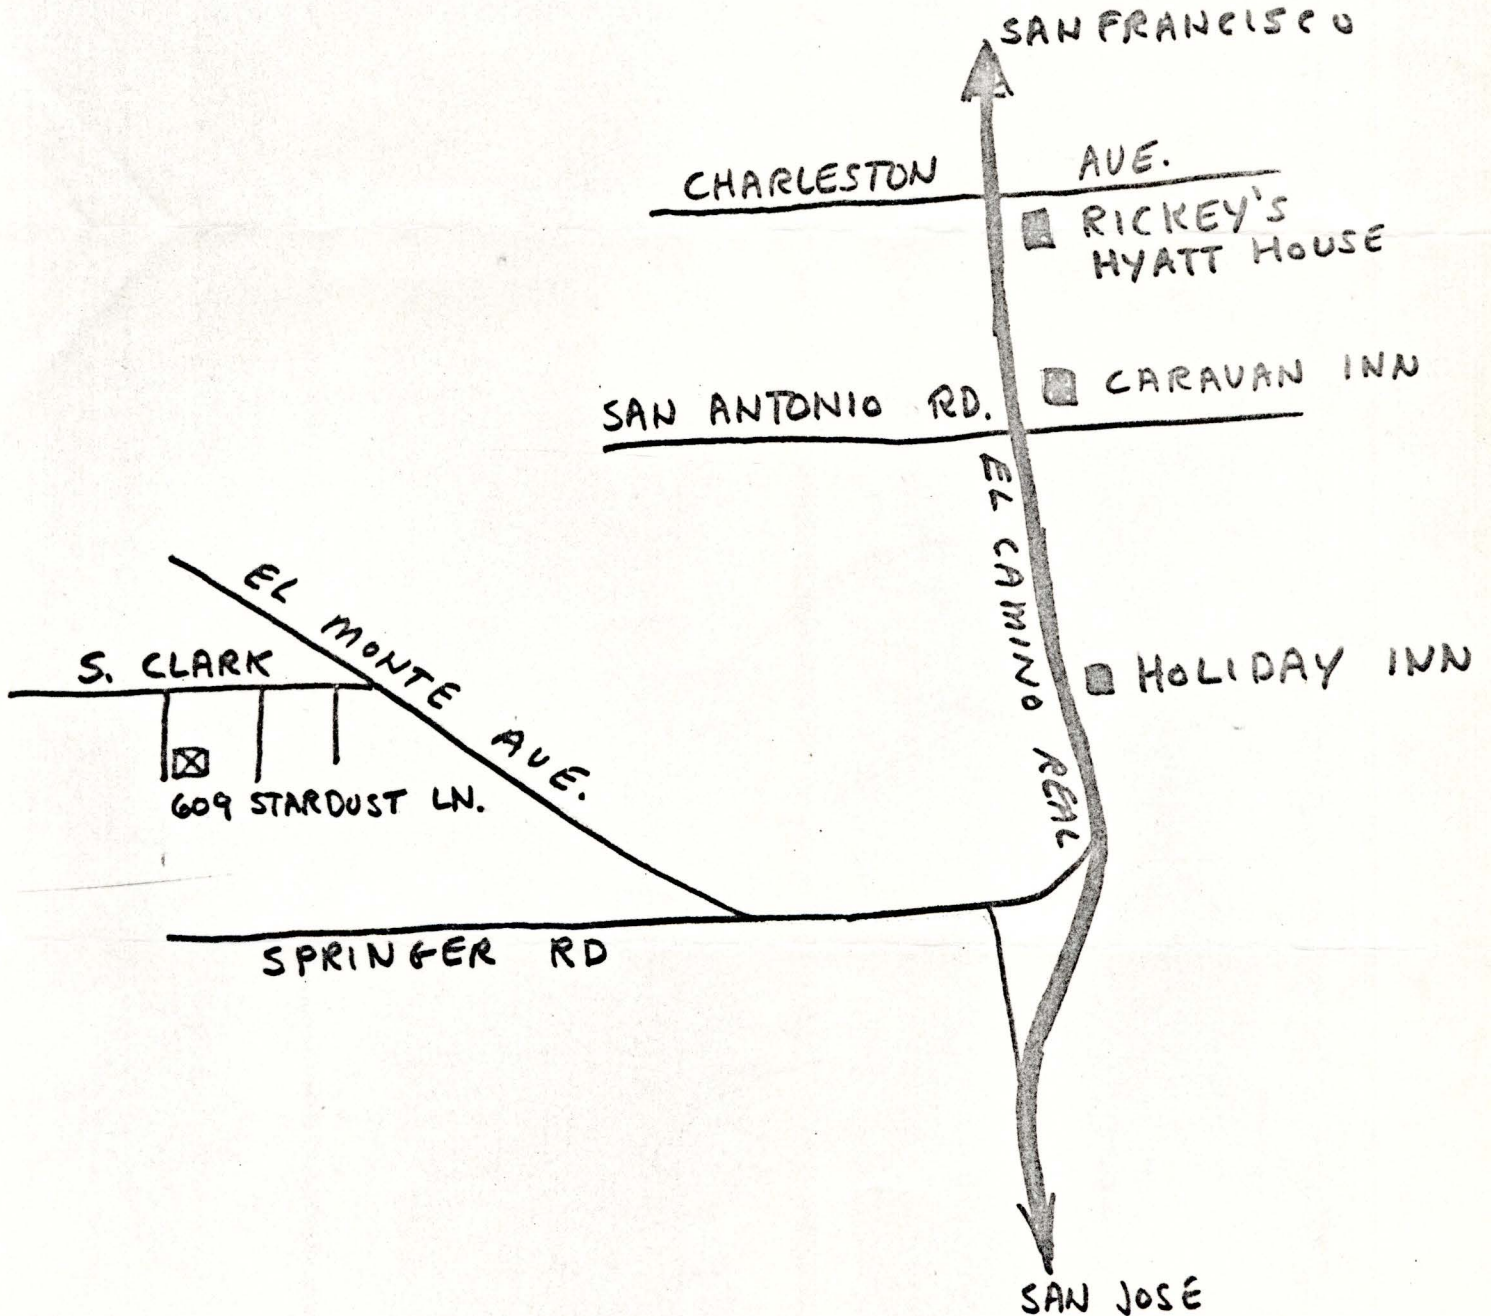 SAN FRANCISCO
CHARLESTON AVE.
RICKEY'S
HYATT HOUSE
CARAVAN INN
SAN ANTONIO RD.
EL CAMINO REAL
EL MONTE AVE.
S. CLARK
HOLIDAY INN
609 STARDUST LN.
SPRINGER RD
SAN JOSE